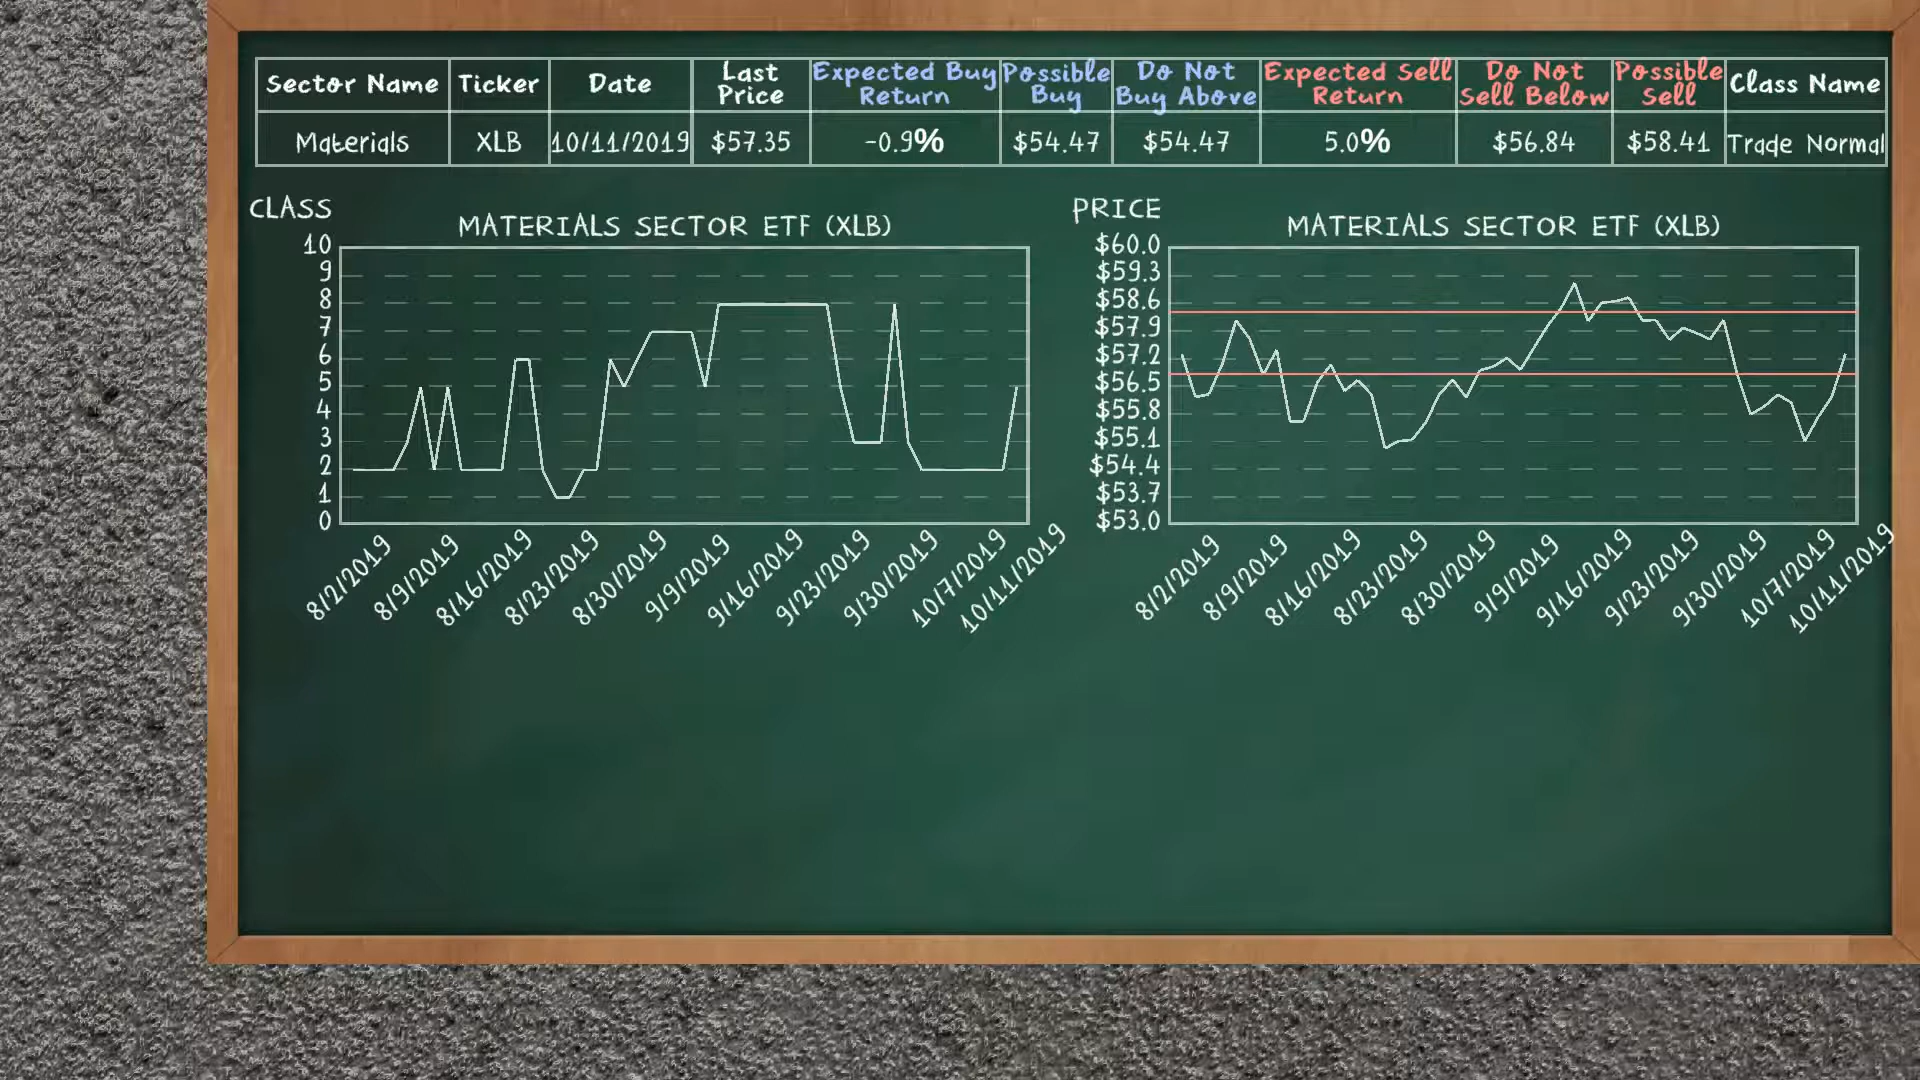 Sector Name Ticker Date Last Price Expected Buy Return Possible Buy Do Not Buy Above Expected Sell Return Do Not Sell Below Possible Sell Class Name
Materials XLB 10/11/2019 $57.35 -0.9% $54.47 $54.47 5.0% $56.84 $58.41 Trade Normal
CLASS
MATERIALS SECTOR ETF (XLB)
10
9
8
7
6
5
4
3
2
1
0
8/2/2019 8/9/2019 8/16/2019 8/23/2019 8/30/2019 9/9/2019 9/16/2019 9/23/2019 9/30/2019 10/7/2019 10/11/2019
PRICE
MATERIALS SECTOR ETF (XLB)
$60.0
$59.3
$58.6
$57.9
$57.2
$56.5
$55.8
$55.1
$54.4
$53.7
$53.0
8/2/2019 8/9/2019 8/16/2019 8/23/2019 8/30/2019 9/9/2019 9/16/2019 9/23/2019 9/30/2019 10/7/2019 10/11/2019